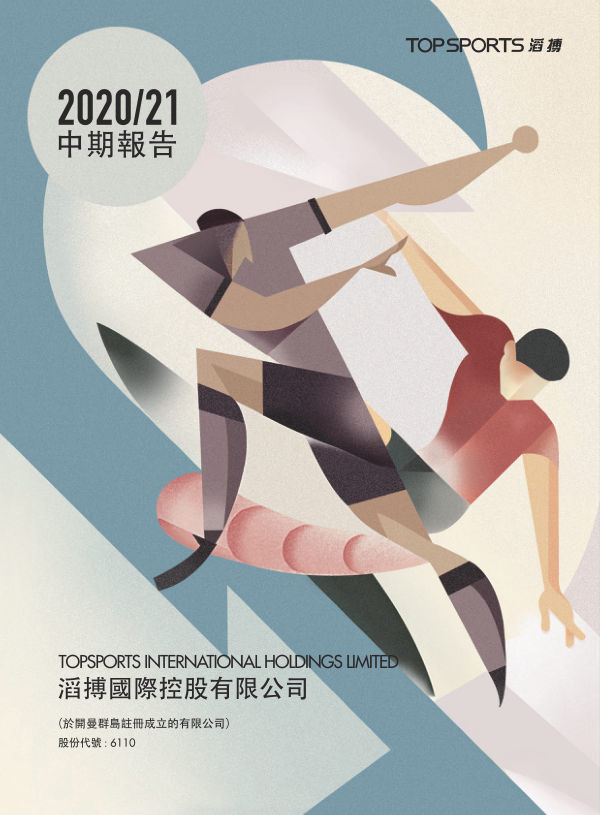 TOPSPORTS 滔搏
2020/21
中期報告
TOPSPORTS INTERNATIONAL HOLDINGS LIMITED
滔搏國際控股有限公司
(於開曼群島註冊成立的有限公司)
股份代號 : 6110